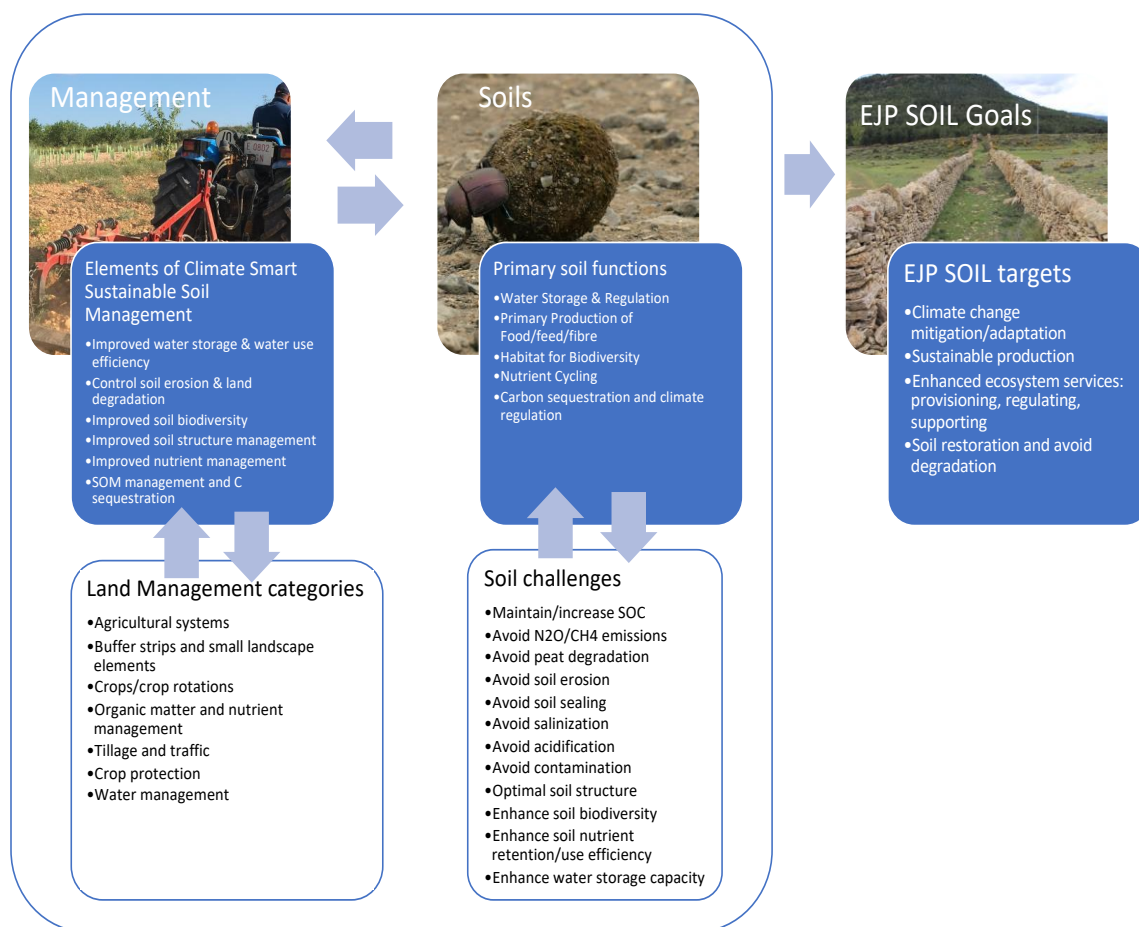 Management
Elements of Climate Smart
Sustainable Soil
Management
•Improved water storage & water use
efficiency
•Control soil erosion & land
degradation
•Improved soil biodiversity
•Improved soil structure management
•Improved nutrient management
•SOM management and C
sequestration
Land Management categories
•Agricultural systems
•Buffer strips and small landscape
elements
•Crops/crop rotations
•Organic matter and nutrient
management
•Tillage and traffic
•Crop protection
•Water management
Soils
Primary soil functions
•Water Storage & Regulation
•Primary Production of
Food/feed/fibre
•Habitat for Biodiversity
•Nutrient Cycling
•Carbon sequestration and climate
regulation
Soil challenges
•Maintain/increase SOC
•Avoid N2O/CH4 emissions
•Avoid peat degradation
•Avoid soil erosion
•Avoid soil sealing
•Avoid salinization
•Avoid acidification
•Avoid contamination
•Optimal soil structure
•Enhance soil biodiversity
•Enhance soil nutrient
retention/use efficiency
•Enhance water storage capacity
EJP SOIL Goals
EJP SOIL targets
•Climate change
mitigation/adaptation
•Sustainable production
•Enhanced ecosystem services:
provisioning, regulating,
supporting
•Soil restoration and avoid
degradation